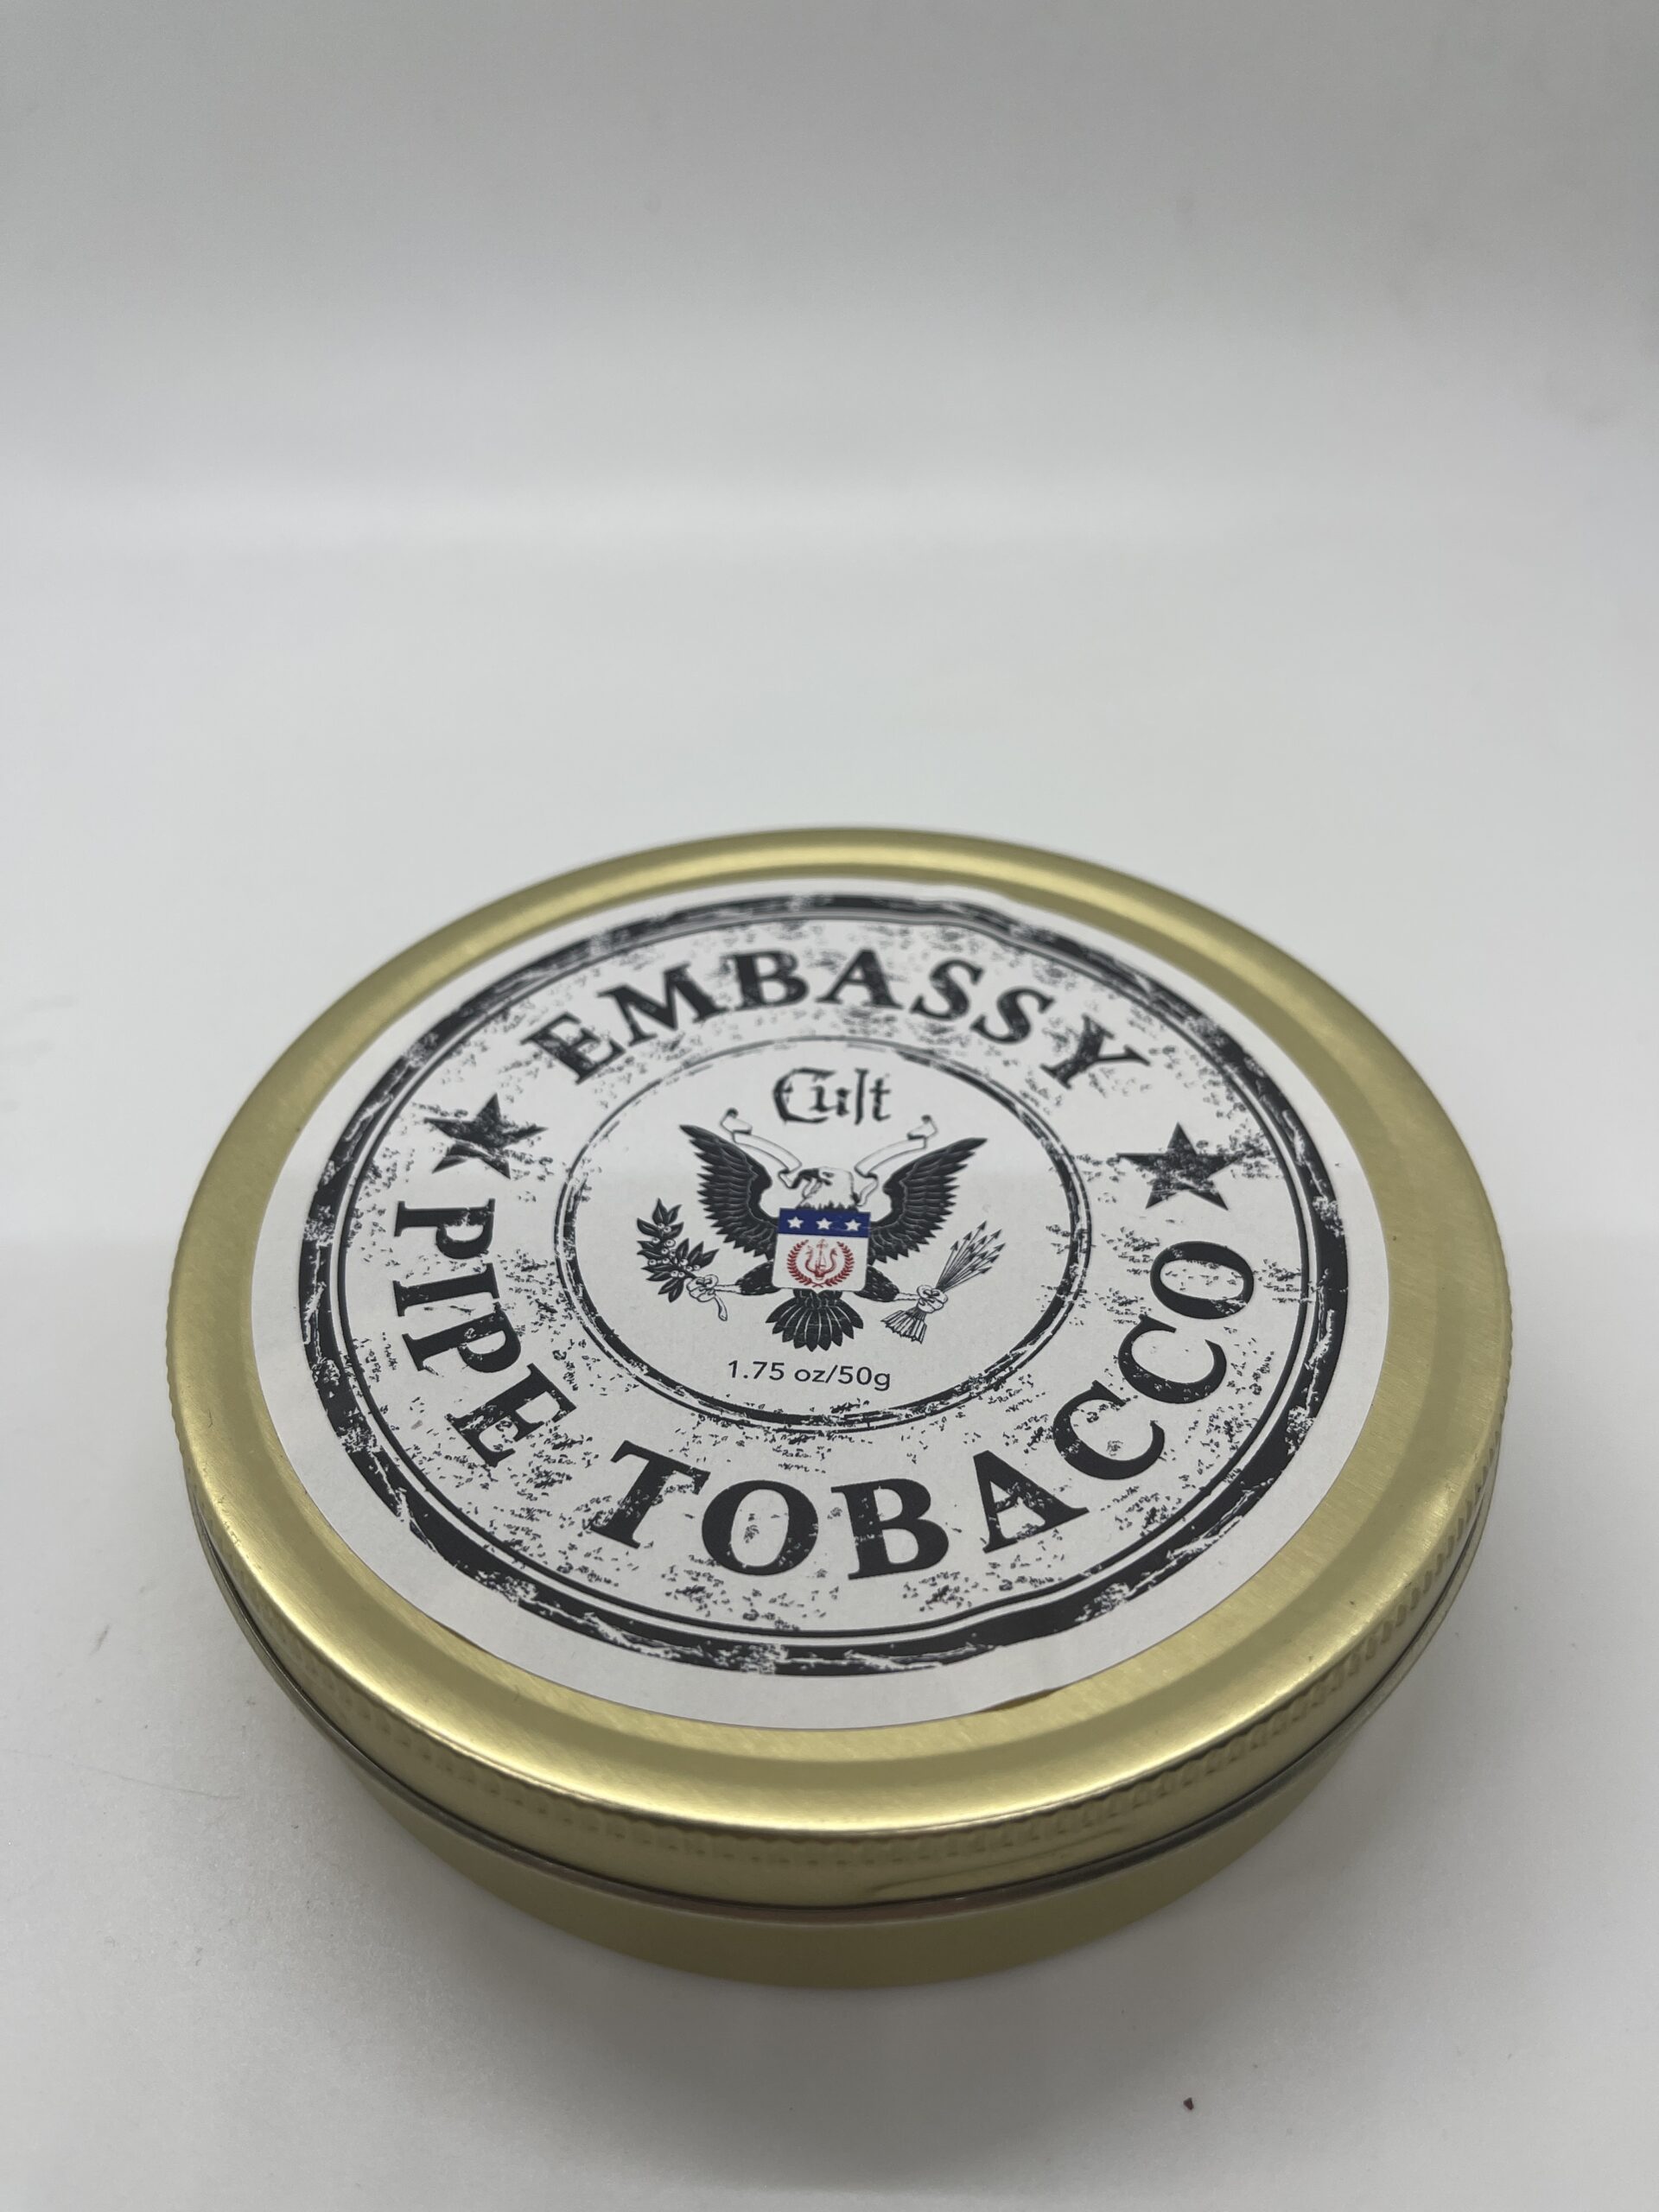 EMBASSY
Cult
1.75 oz/50g
PIPE TOBACCO